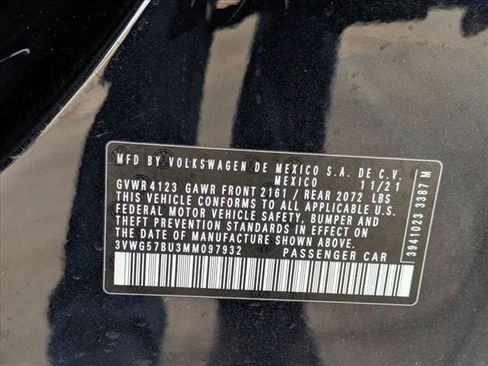 MFD BY VOLKSWAGEN DE MEXICO S.A. DE C.V.
MEXICO 11/21
GVWR 4123 GAWR FRONT 2161 / REAR 2072 LBS
THIS VEHICLE CONFORMS TO ALL APPLICABLE U.S.
FEDERAL MOTOR VEHICLE SAFETY, BUMPER AND
THEFT PREVENTION STANDARDS IN EFFECT ON
THE DATE OF MANUFACTURE SHOWN ABOVE.
3VWG57BU3MM097932 PASSENGER CAR
3941023 3387 M